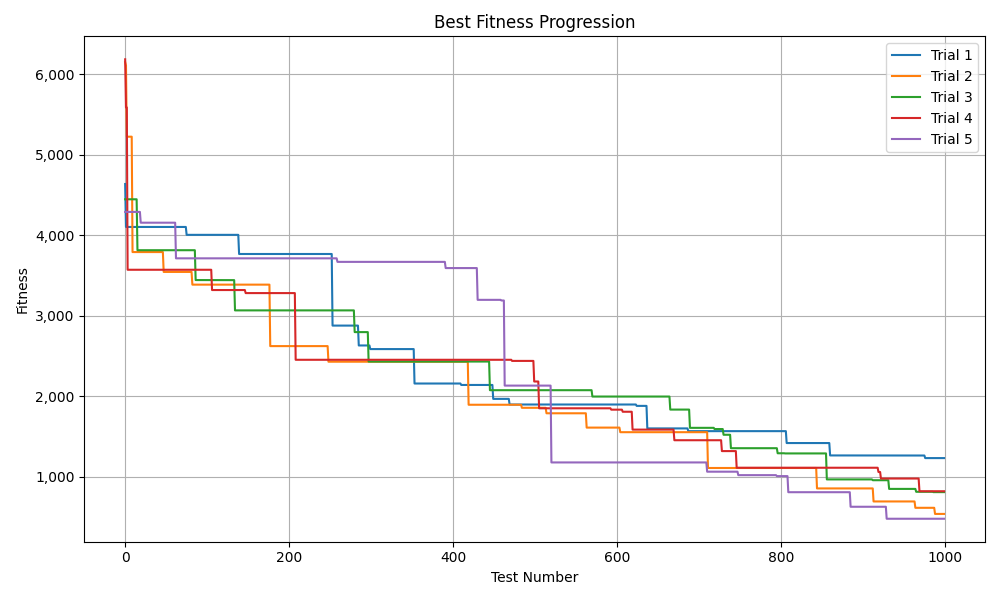 Best Fitness Progression
Trial 1
Trial 2
Trial 3
Trial 4
Trial 5
6,000
5,000
4,000
3,000
2,000
1,000
Fitness
0
200
400
600
800
1000
Test Number